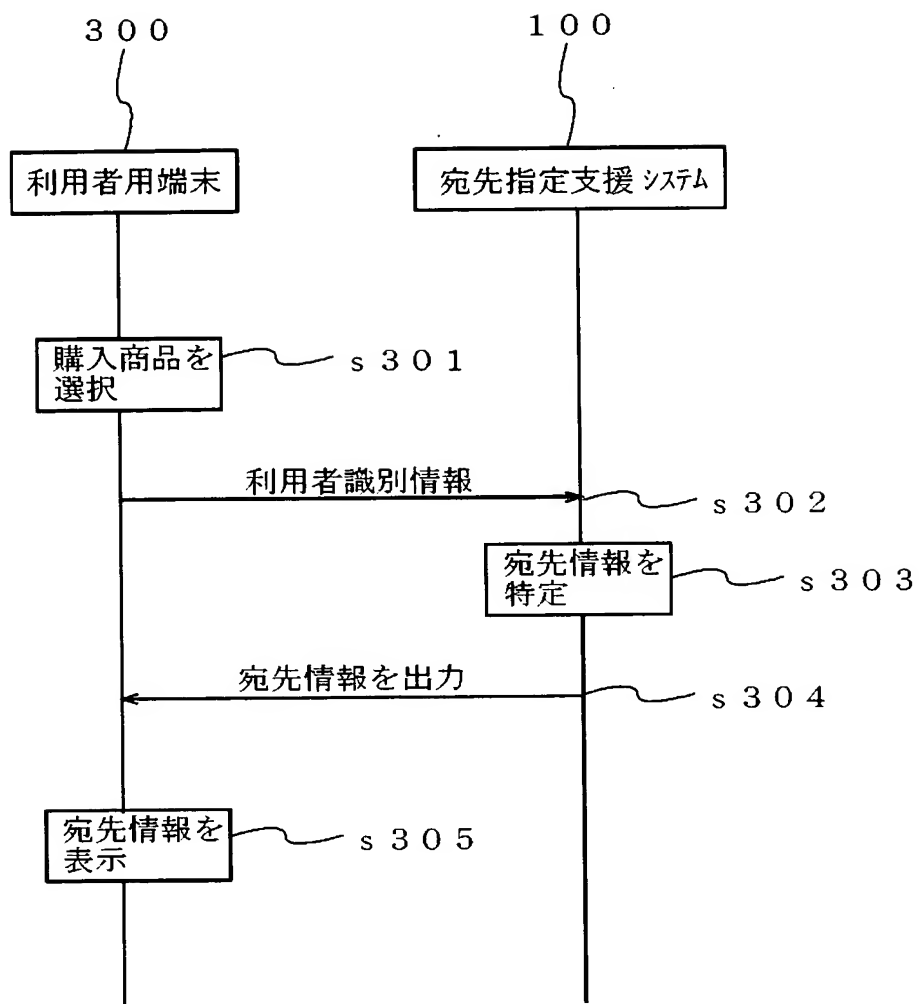 ３００
１００
利用者用端末
宛先指定支援システム
購入商品を
選択
ｓ３０１
利用者識別情報
ｓ３０２
宛先情報を
特定
ｓ３０３
宛先情報を出力
ｓ３０４
宛先情報を
表示
ｓ３０５